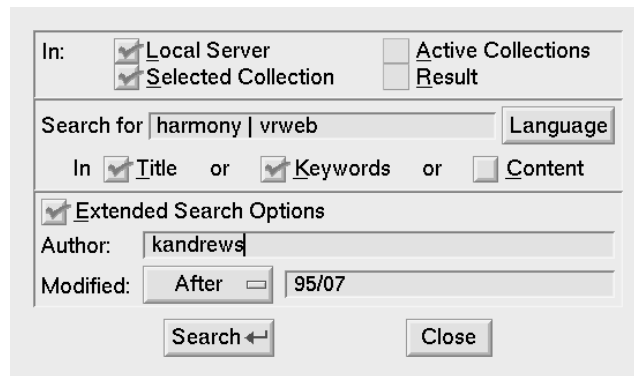 In: Local Server Active Collections
Selected Collection Result
Search for harmony | vrweb Language
In Title or Keywords or Content
Extended Search Options
Author: kandrews
Modified: After 95/07
Search Close